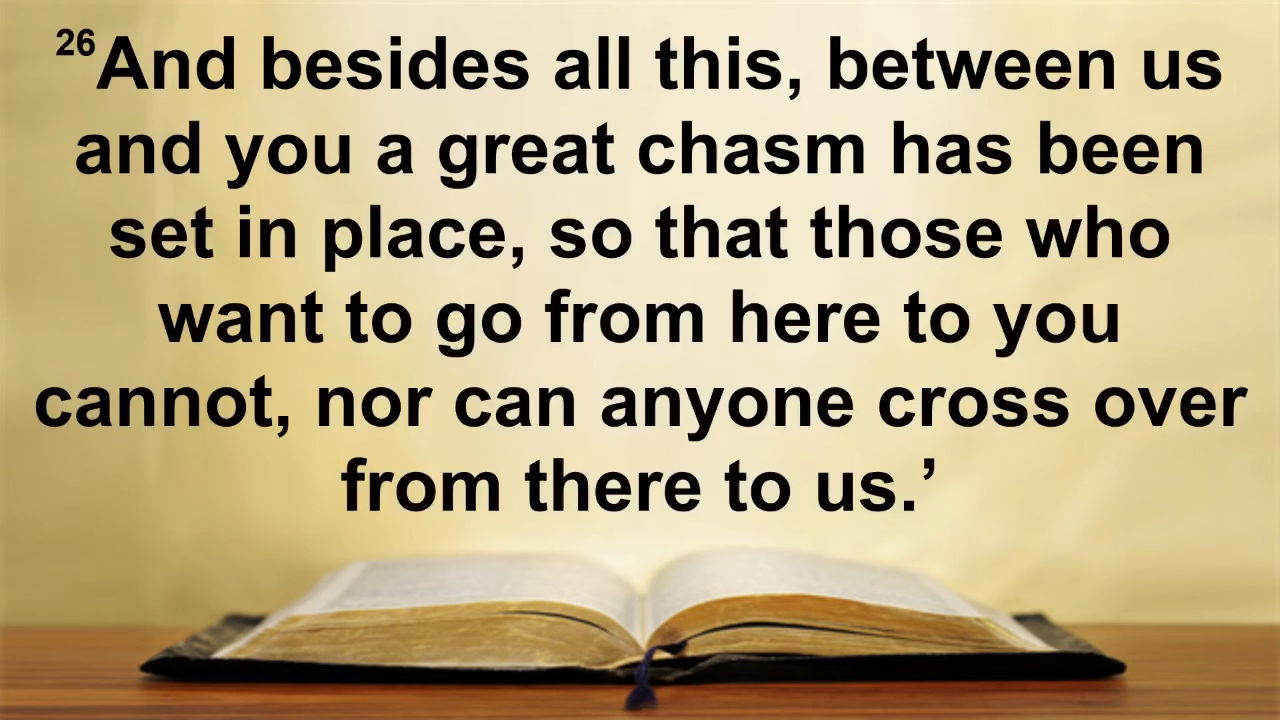 26And besides all this, between us
and you a great chasm has been
set in place, so that those who
want to go from here to you
cannot, nor can anyone cross over
from there to us.’